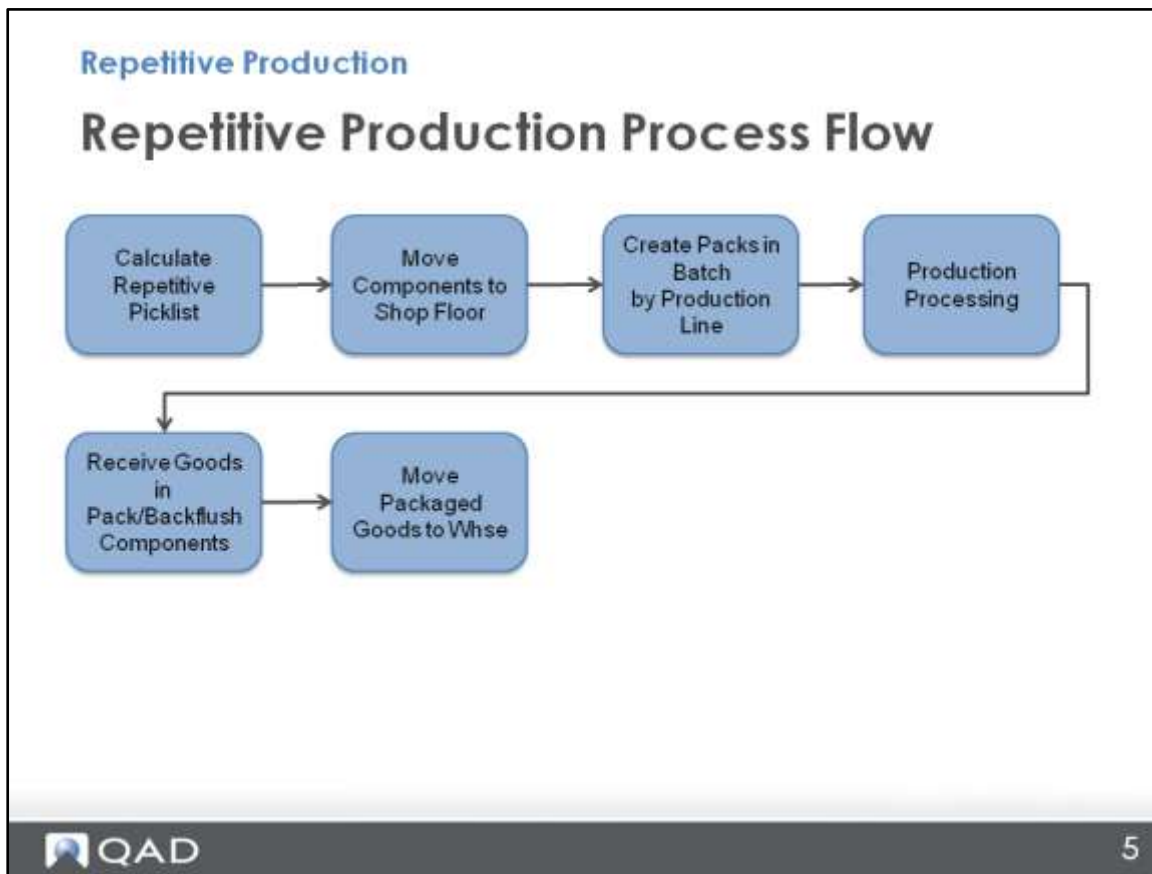 Repetitive Production
Repetitive Production Process Flow
Calculate
Repetitive
Picklist
Move
Components to
Shop Floor
Create Packs in
Batch
by Production
Line
Production
Processing
Receive Goods
in
Pack/Backflush
Components
Move
Packaged
Goods to Whse
QAD
5